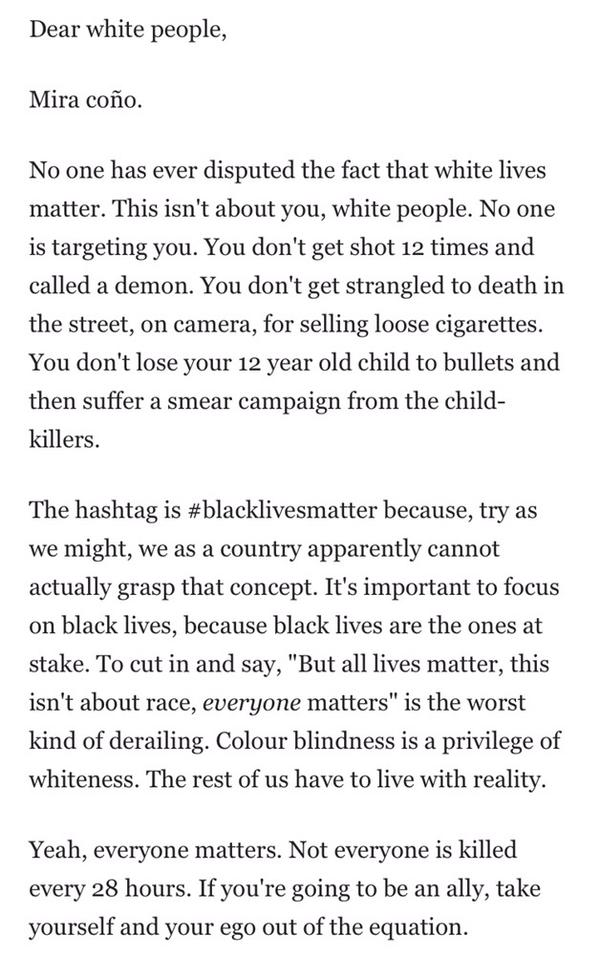 Dear white people,
Mira coño.
No one has ever disputed the fact that white lives
matter. This isn't about you, white people. No one
is targeting you. You don't get shot 12 times and
called a demon. You don't get strangled to death in
the street, on camera, for selling loose cigarettes.
You don't lose your 12 year old child to bullets and
then suffer a smear campaign from the child-
killers.
The hashtag is #blacklivesmatter because, try as
we might, we as a country apparently cannot
actually grasp that concept. It's important to focus
on black lives, because black lives are the ones at
stake. To cut in and say, "But all lives matter, this
isn't about race, everyone matters" is the worst
kind of derailing. Colour blindness is a privilege of
whiteness. The rest of us have to live with reality.
Yeah, everyone matters. Not everyone is killed
every 28 hours. If you're going to be an ally, take
yourself and your ego out of the equation.